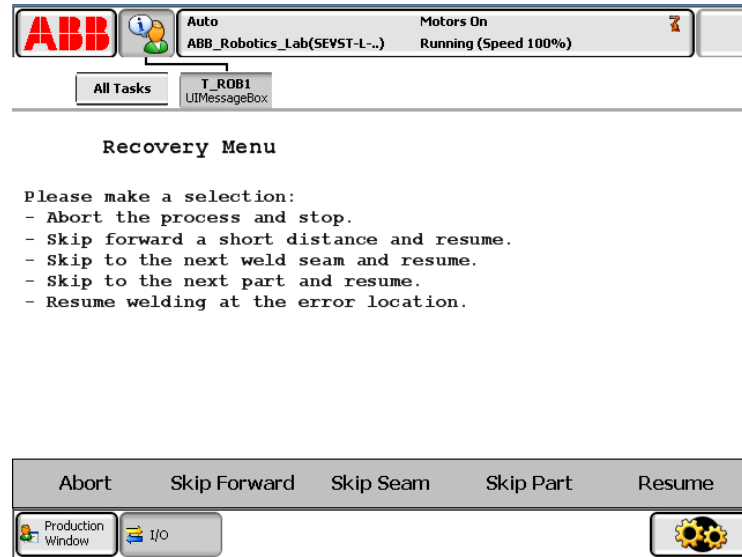 ABB
Auto Motors On
ABB_Robotics_Lab(SEVST-L-..) Running (Speed 100%)
All Tasks
T_ROB1
UIMessageBox
Recovery Menu
Please make a selection:
- Abort the process and stop.
- Skip forward a short distance and resume.
- Skip to the next weld seam and resume.
- Skip to the next part and resume.
- Resume welding at the error location.
Abort Skip Forward Skip Seam Skip Part Resume
Production
Window
I/O